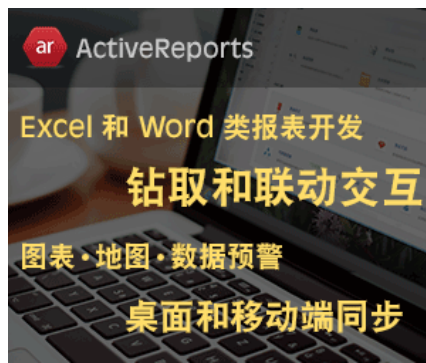 ar ActiveReports
Excel 和 Word 类报表开发
钻取和联动交互
图表·地图·数据预警
桌面和移动端同步